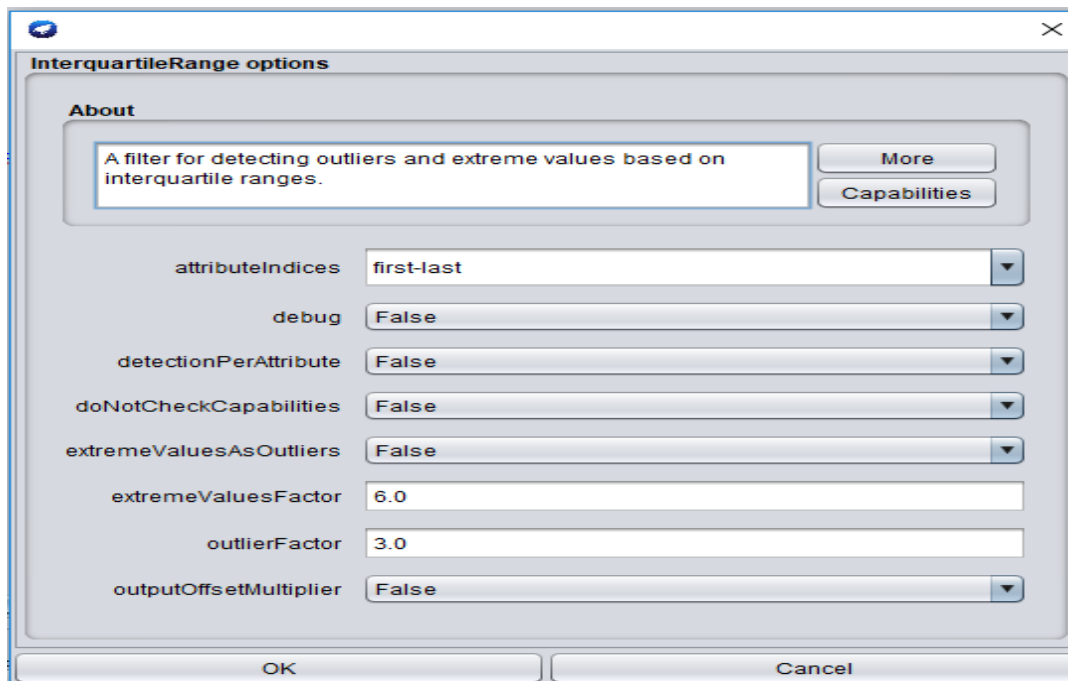 InterquartileRange options
About
A filter for detecting outliers and extreme values based on
interquartile ranges.
More
Capabilities
attributeIndices first-last
debug False
detectionPerAttribute False
doNotCheckCapabilities False
extremeValuesAsOutliers False
extremeValuesFactor 6.0
outlierFactor 3.0
outputOffsetMultiplier False
OK Cancel